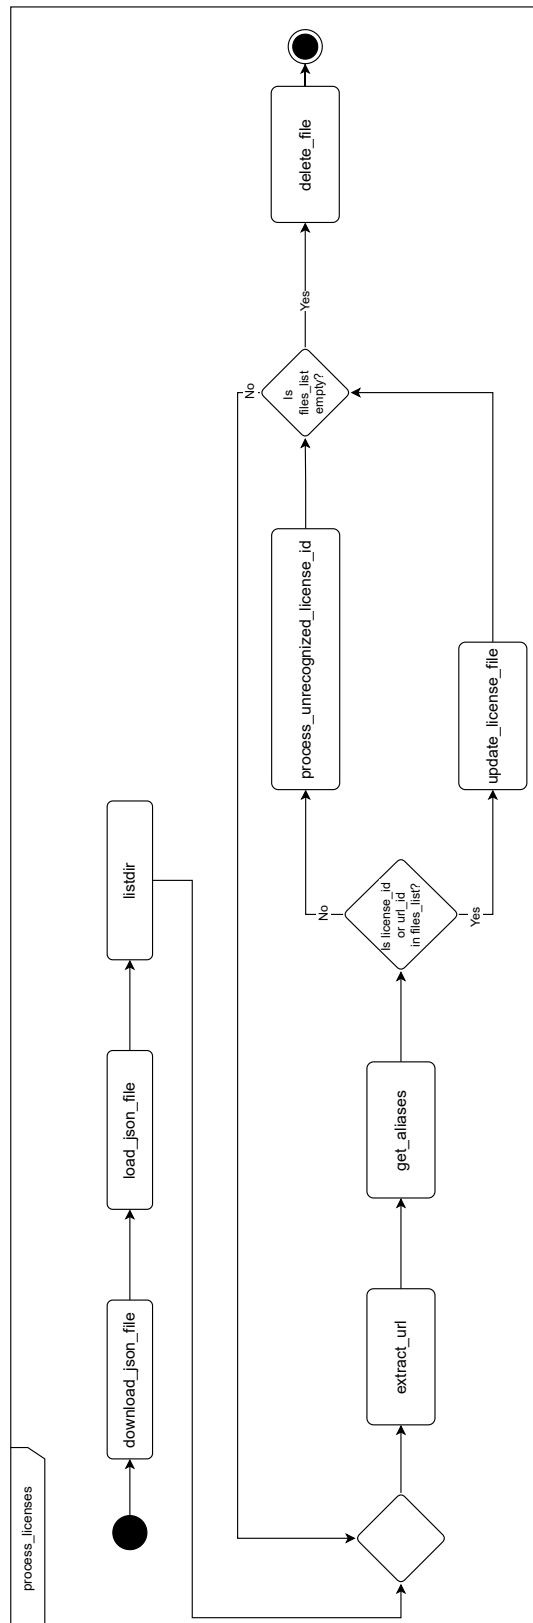 process_licenses
download_json_file
load_json_file
listdir
extract_url
get_aliases
Is license_id
or url_id
in files_list?
No
Yes
process_unrecognized_license_id
update_license_file
Is
files_list
empty?
No
Yes
delete_file